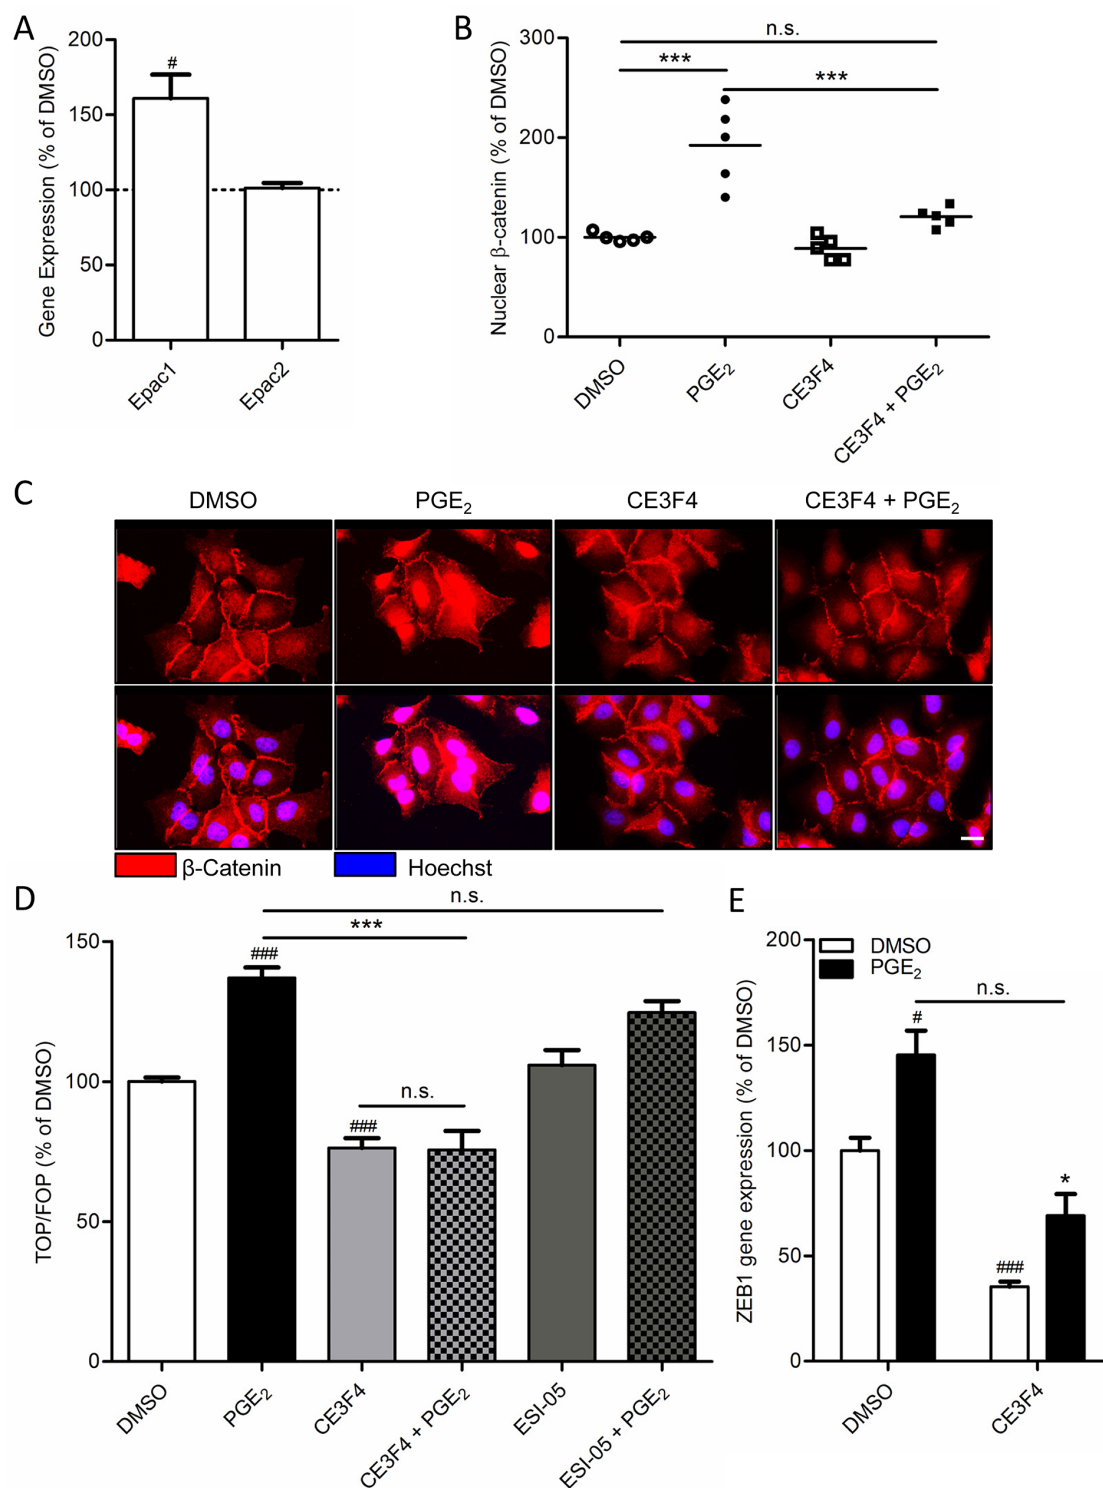 A
Gene Expression (% of DMSO)
200
150
100
50
0
#
Epac1
Epac2
B
Nuclear β-catenin (% of DMSO)
300
200
100
0
n.s.
***
***
DMSO
PGE₂
CE3F4
CE3F4 + PGE₂
C
DMSO
PGE₂
CE3F4
CE3F4 + PGE₂
β-Catenin
Hoechst
D
TOP/FOP (% of DMSO)
150
100
50
0
n.s.
***
###
n.s.
###
DMSO
PGE₂
CE3F4
CE3F4 + PGE₂
ESI-05
ESI-05 + PGE₂
E
ZEB1 gene expression (% of DMSO)
200
150
100
50
0
DMSO
PGE₂
n.s.
#
*
###
DMSO
CE3F4